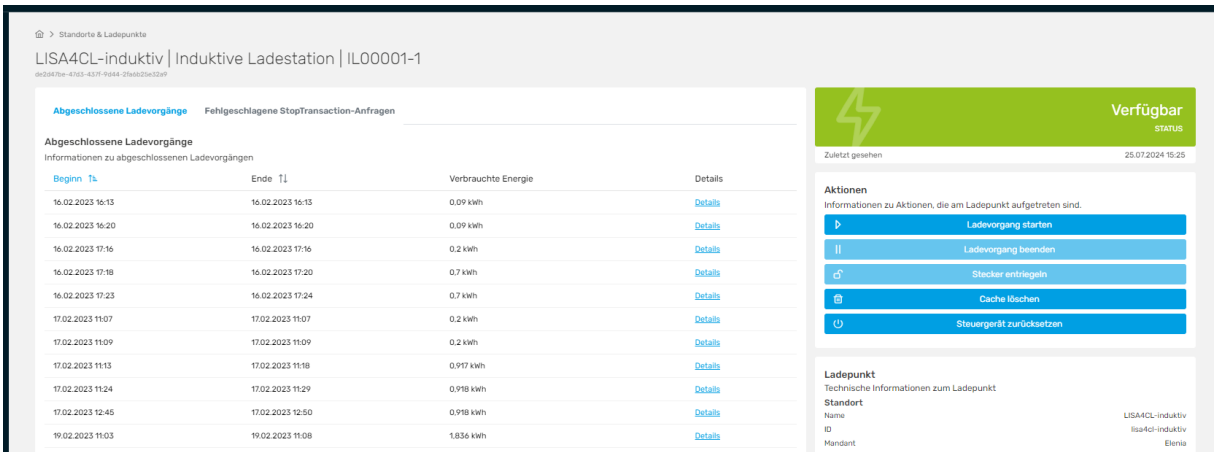 Standorte & Ladepunkte
LISA4CL-induktiv | Induktive Ladestation | IL00001-1
de2d47be-47d3-437f-9d44-2fa6b25e32a9
Abgeschlossene Ladevorgänge Fehlgeschlagene StopTransaction-Anfragen
Abgeschlossene Ladevorgänge
Informationen zu abgeschlossenen Ladevorgängen
Beginn Ende Verbrauchte Energie Details
16.02.2023 16:13 16.02.2023 16:13 0,09 kWh Details
16.02.2023 16:20 16.02.2023 16:20 0,09 kWh Details
16.02.2023 17:16 16.02.2023 17:16 0,2 kWh Details
16.02.2023 17:18 16.02.2023 17:20 0,7 kWh Details
16.02.2023 17:23 16.02.2023 17:24 0,7 kWh Details
17.02.2023 11:07 17.02.2023 11:07 0,2 kWh Details
17.02.2023 11:09 17.02.2023 11:09 0,2 kWh Details
17.02.2023 11:13 17.02.2023 11:18 0,917 kWh Details
17.02.2023 11:24 17.02.2023 11:29 0,918 kWh Details
17.02.2023 12:45 17.02.2023 12:50 0,918 kWh Details
19.02.2023 11:03 19.02.2023 11:08 1,836 kWh Details
Verfügbar
STATUS
Zuletzt gesehen 25.07.2024 15:25
Aktionen
Informationen zu Aktionen, die am Ladepunkt aufgetreten sind.
Ladevorgang starten
Ladevorgang beenden
Stecker entriegeln
Cache löschen
Steuergerät zurücksetzen
Ladepunkt
Technische Informationen zum Ladepunkt
Standort
Name LISA4CL-induktiv
ID lisa4cl-induktiv
Mandant Elenia